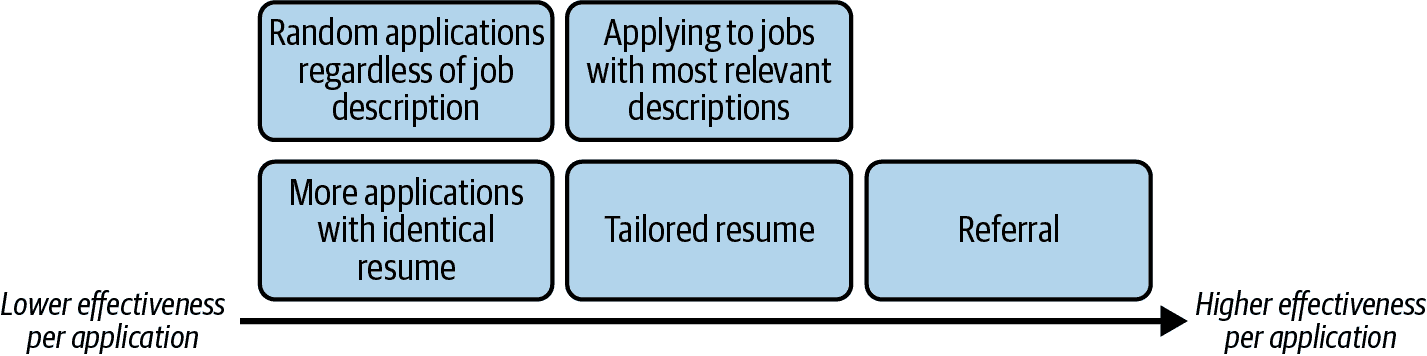 Random applications
regardless of job
description
Applying to jobs
with most relevant
descriptions
More applications
with identical
resume
Tailored resume
Referral
Lower effectiveness
per application
Higher effectiveness
per application